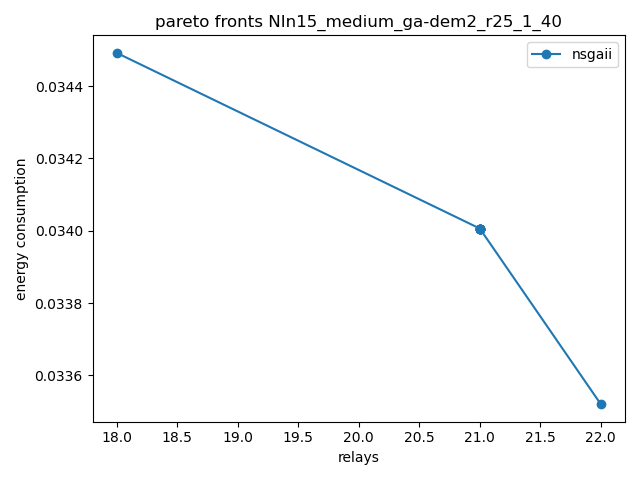 pareto fronts NIn15_medium_ga-dem2_r25_1_40
nsgaii
energy consumption
0.0344
0.0342
0.0340
0.0338
0.0336
18.0 18.5 19.0 19.5 20.0 20.5 21.0 21.5 22.0
relays